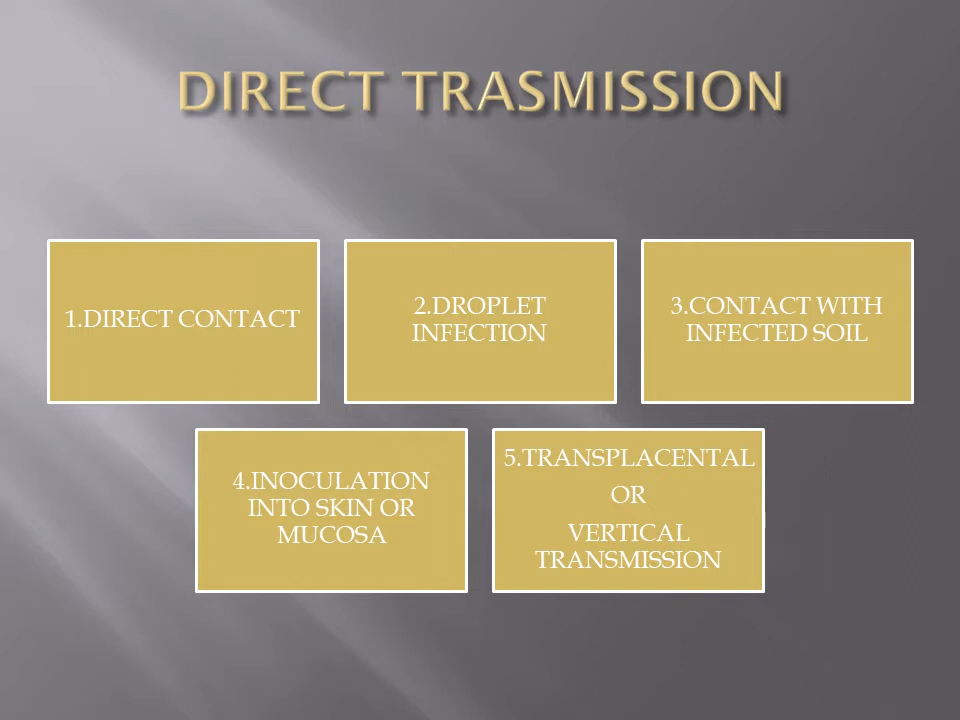 DIRECT TRASMISSION
1.DIRECT CONTACT
2.DROPLET
INFECTION
3.CONTACT WITH
INFECTED SOIL
4.INOCULATION
INTO SKIN OR
MUCOSA
5.TRANSPLACENTAL
OR
VERTICAL
TRANSMISSION